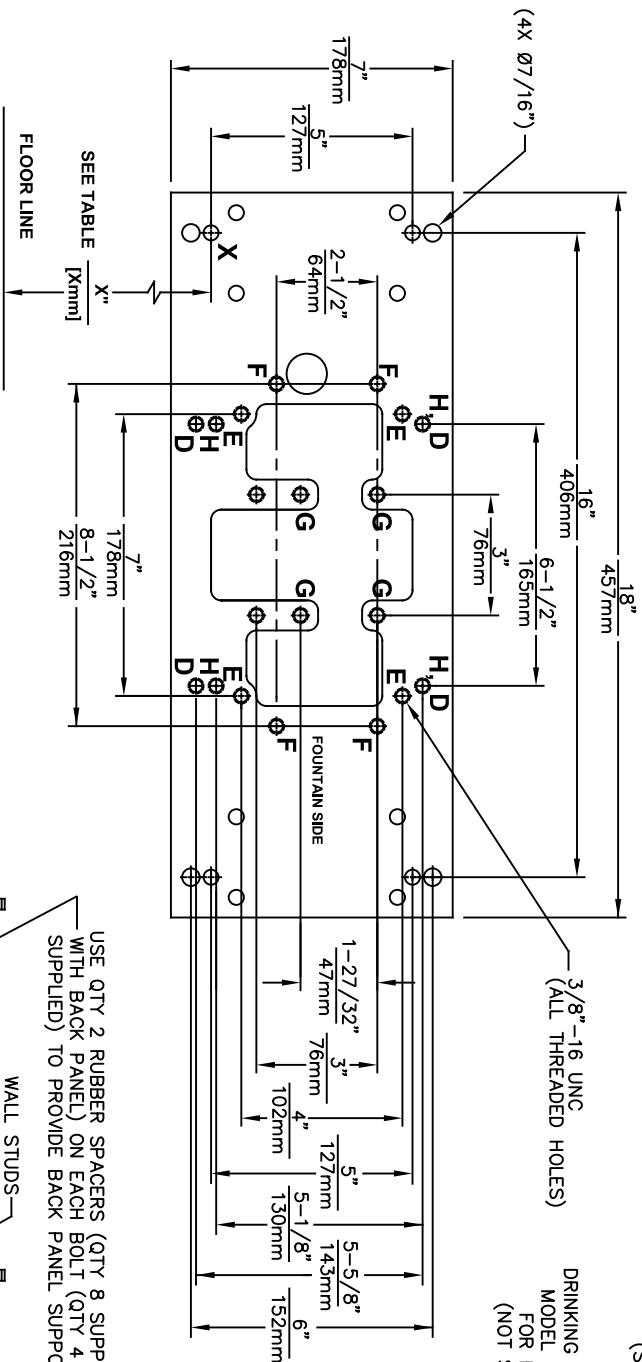 (4X Ø7/16")
18"
457mm
16"
406mm
6-1/2"
165mm
3"
76mm
7"
178mm
5"
127mm
2-1/2"
64mm
3/8"-16 UNC
(ALL THREADED HOLES)
DRINKING
MODEL
FOR
(NOT
H, D
H, D
E
E
F
F
G
G
G
G
F
F
E
E
H
H
D
D
X
FOUNTAIN SIDE
1-27/32"
47mm
3"
76mm
4"
102mm
5"
127mm
5-1/8"
130mm
5-5/8"
143mm
6"
152mm
7"
178mm
8-1/2"
216mm
SEE TABLE
X"
[Xmm]
FLOOR LINE
USE QTY 2 RUBBER SPACERS (QTY 8
WITH BACK PANEL) ON EACH BOLT (QTY 4
SUPPLIED) TO PROVIDE BACK PANEL
WALL STUDS